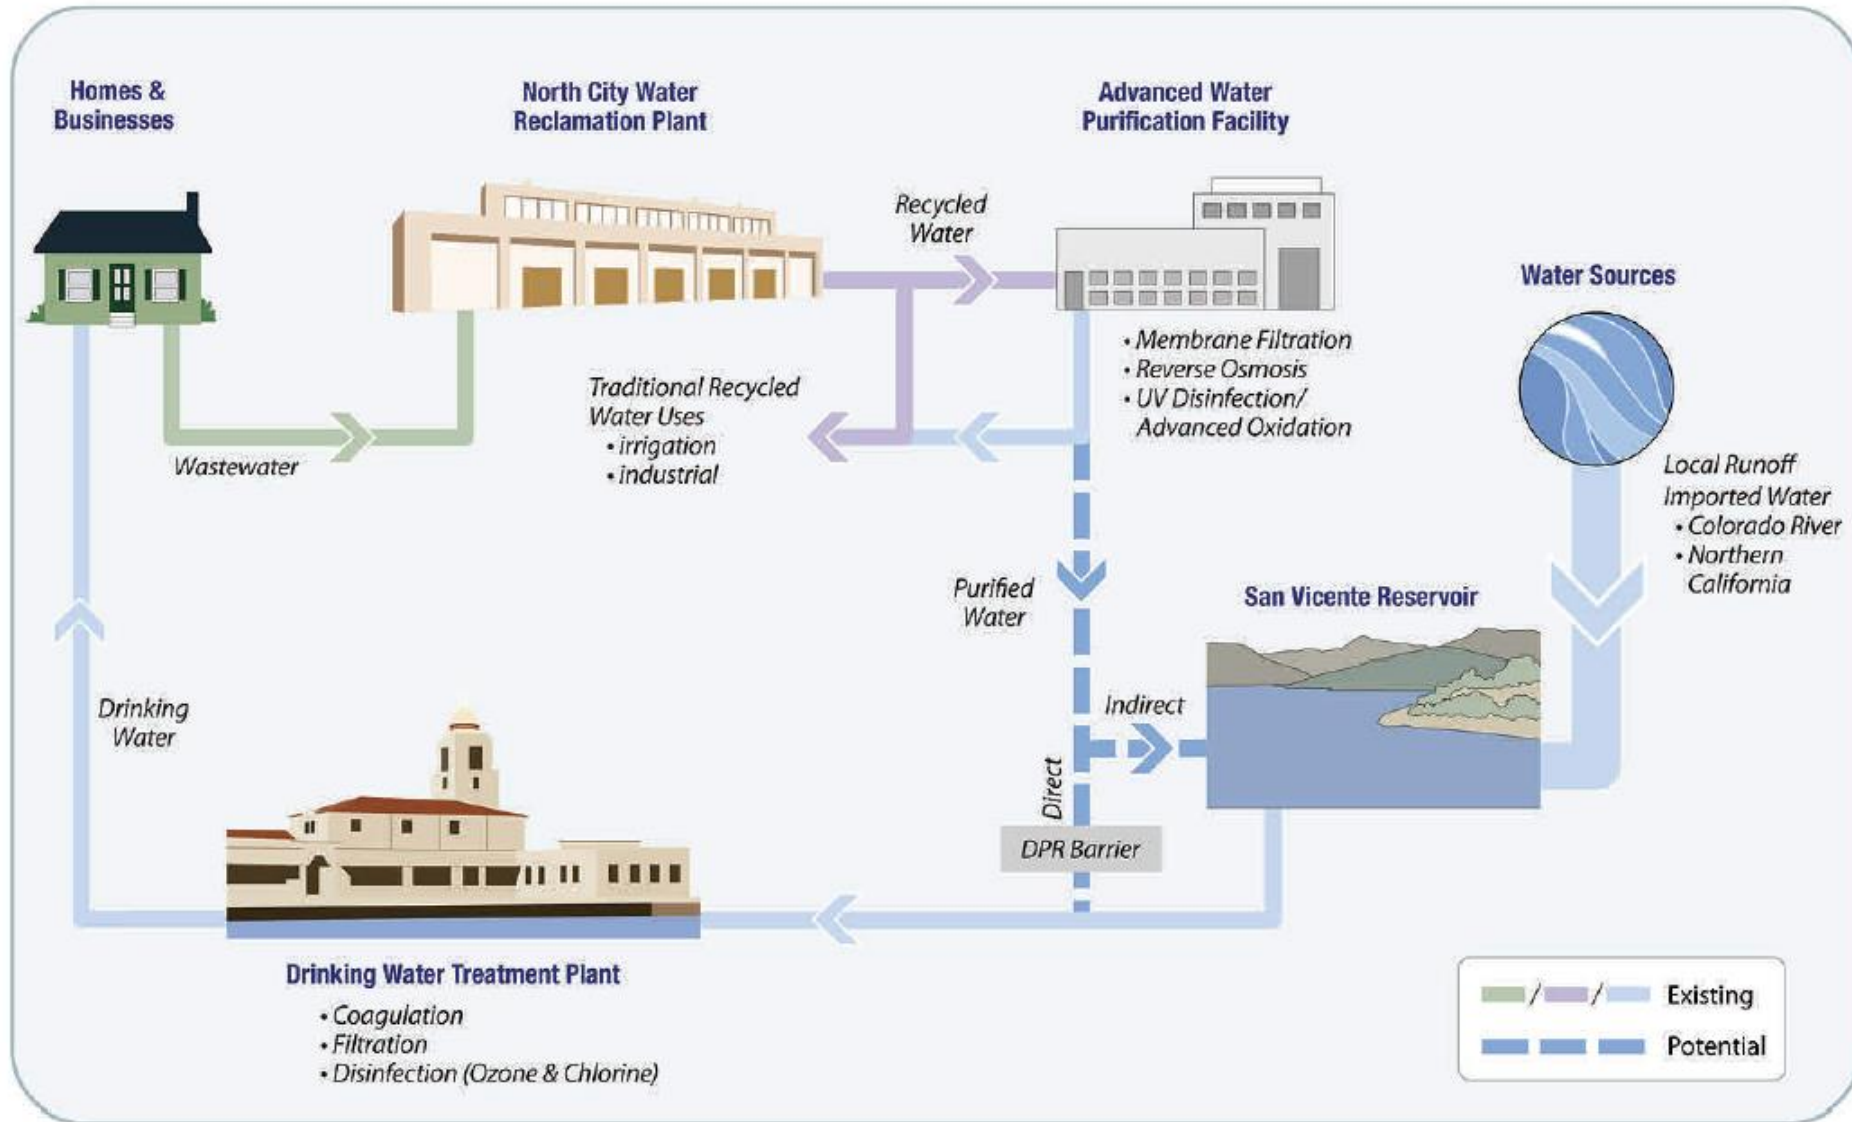 Homes &
Businesses
North City Water
Reclamation Plant
Advanced Water
Purification Facility
Recycled
Water
Water Sources
• Membrane Filtration
• Reverse Osmosis
• UV Disinfection/
Advanced Oxidation
Traditional Recycled
Water Uses
• irrigation
• industrial
Wastewater
Local Runoff
Imported Water
• Colorado River
• Northern
California
Purified
Water
San Vicente Reservoir
Drinking
Water
Indirect
Direct
DPR Barrier
Drinking Water Treatment Plant
• Coagulation
• Filtration
• Disinfection (Ozone & Chlorine)
/ / Existing
Potential